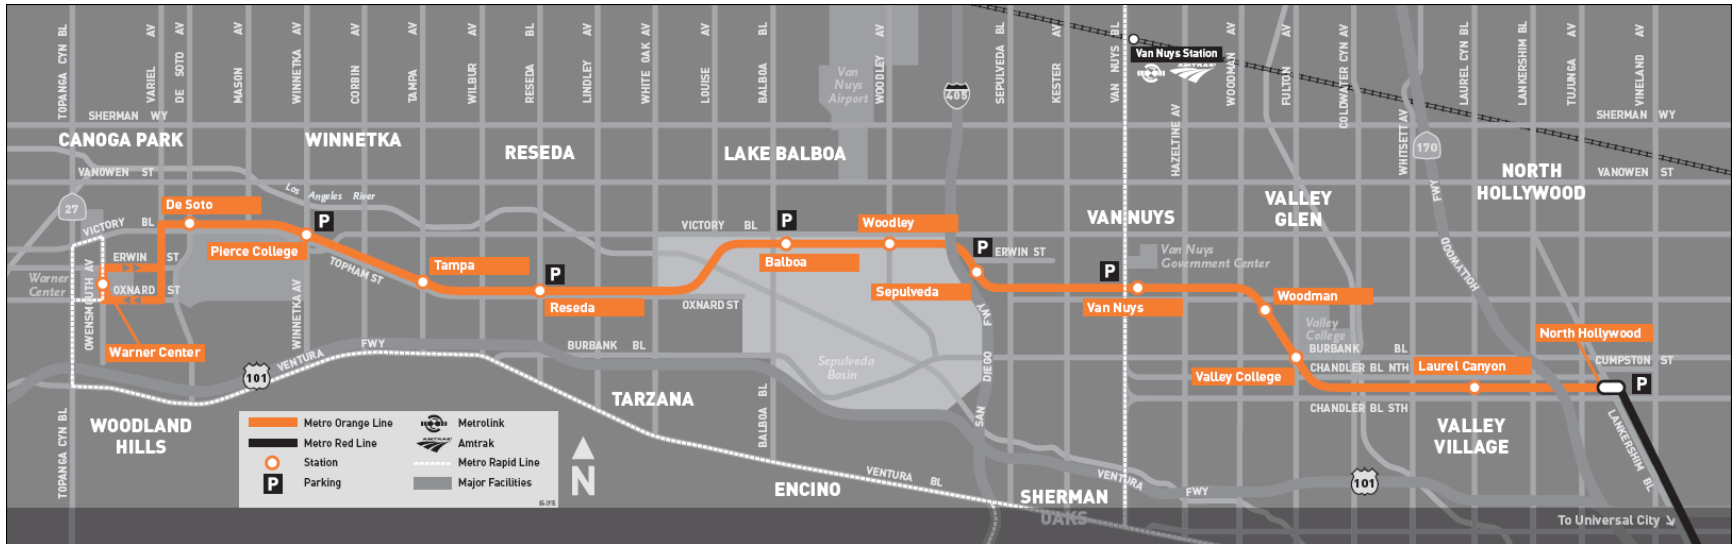 TOPANGA CYN BL
VARIEL AV
DE SOTO AV
MASON AV
WINNETKA AV
CORBIN AV
TAMPA AV
WILBUR AV
RESEDA BL
LINDLEY AV
WHITE OAK AV
LOUISE AV
BALBOA BL
WOODLEY AV
405
SEPULVEDA BL
KESTER AV
VAN NUYS BL
HAZELTINE AV
WOODMAN AV
FULTON AV
COLDWATER CYN AV
WHITSETT AV
LAUREL CYN BL
LANKERSHIM BL
TUJUNGA AV
VINELAND AV
Van Nuys Station
AMTRAK
Van
Nuys
Airport
SHERMAN WY
SHERMAN WY
170
CANOGA PARK
WINNETKA
RESEDA
LAKE BALBOA
VANOWEN ST
VANOWEN ST
NORTH
HOLLYWOOD
Los Angeles River
27
De Soto
P
VICTORY BL
Pierce College
VICTORY BL
P
Woodley
VAN NUYS
VALLEY
GLEN
HOLLYWOOD FWY
ERWIN ST
TOPHAM ST
Tampa
P
Balboa
P
ERWIN ST
Van Nuys
Government Center
P
Warner
Center
OWENSMOUTH AV
OXNARD ST
WINNETKA AV
Reseda
OXNARD ST
Sepulveda
Van Nuys
Woodman
Valley
College
North Hollywood
Warner Center
101
VENTURA FWY
BURBANK BL
Sepulveda
Basin
SAN DIEGO FWY
BURBANK BL
CUMPSTON ST
CHANDLER BL NTH
Laurel Canyon
Valley College
P
CHANDLER BL STH
TOPANGA CYN BL
WOODLAND
HILLS
TARZANA
BALBOA BL
VALLEY
VILLAGE
LANKERSHIM BL
Metro Orange Line
Metrolink
Metro Red Line
AMTRAK
Amtrak
Station
Metro Rapid Line
P
Parking
Major Facilities
N
ENCINO
VENTURA BL
SHERMAN
OAKS
VENTURA FWY
101
To Universal City